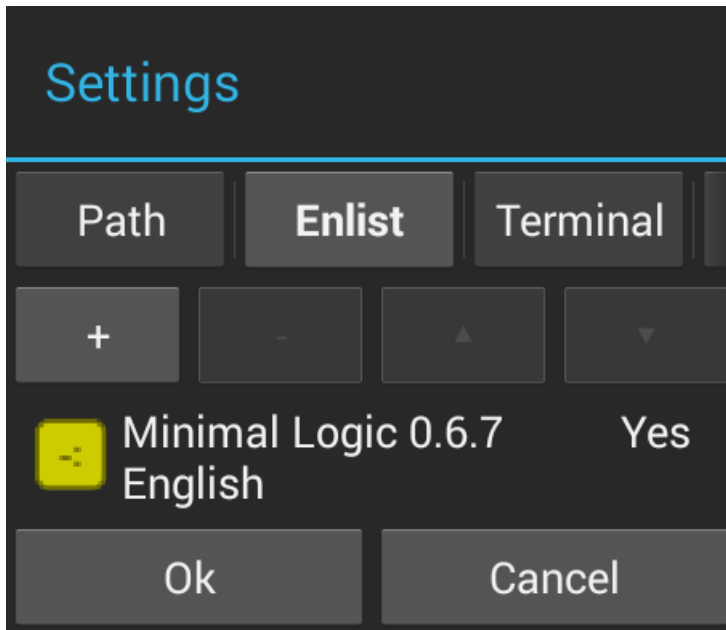 Settings
Path Enlist Terminal
+ - ▲ ▼
Minimal Logic 0.6.7 Yes
English
Ok Cancel